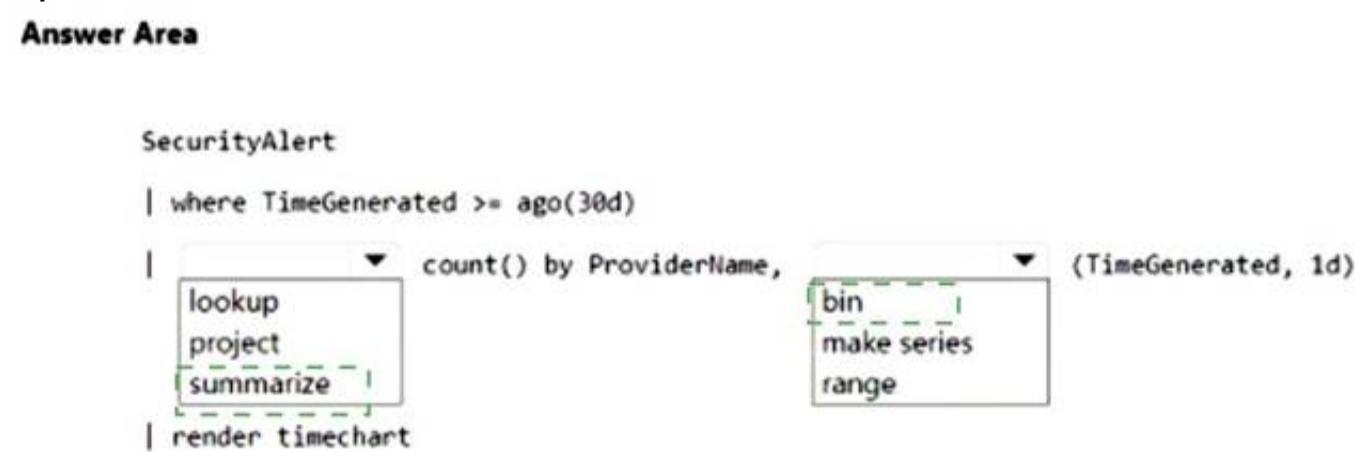 Answer Area
SecurityAlert
| where TimeGenerated >= ago(30d)
| count() by ProviderName, (TimeGenerated, 1d)
lookup
project
summarize
bin
make series
range
| render timechart